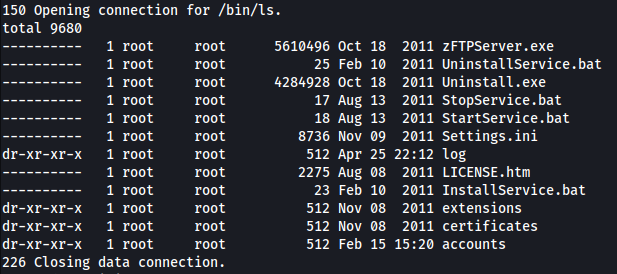 150 Opening connection for /bin/ls.
total 9680
----------   1 root     root      5610496 Oct 18  2011 zFTPServer.exe
----------   1 root     root           25 Feb 10  2011 UninstallService.bat
----------   1 root     root      4284928 Oct 18  2011 Uninstall.exe
----------   1 root     root           17 Aug 13  2011 StopService.bat
----------   1 root     root           18 Aug 13  2011 StartService.bat
----------   1 root     root         8736 Nov 09  2011 Settings.ini
dr-xr-xr-x   1 root     root          512 Apr 25 22:12 log
----------   1 root     root         2275 Aug 08  2011 LICENSE.htm
----------   1 root     root           23 Feb 10  2011 InstallService.bat
dr-xr-xr-x   1 root     root          512 Nov 08  2011 extensions
dr-xr-xr-x   1 root     root          512 Nov 08  2011 certificates
dr-xr-xr-x   1 root     root          512 Feb 15 15:20 accounts
226 Closing data connection.